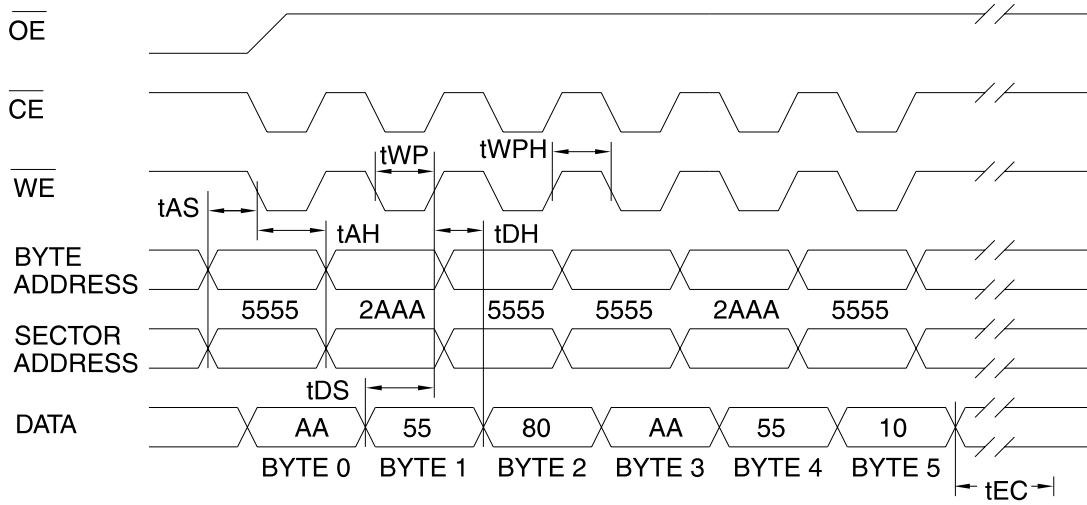 OE
CE
tWP
tWPH
WE
tAS
tAH
tDH
BYTE
ADDRESS
5555 2AAA 5555 5555 2AAA 5555
SECTOR
ADDRESS
tDS
DATA
AA 55 80 AA 55 10
BYTE 0 BYTE 1 BYTE 2 BYTE 3 BYTE 4 BYTE 5
tEC